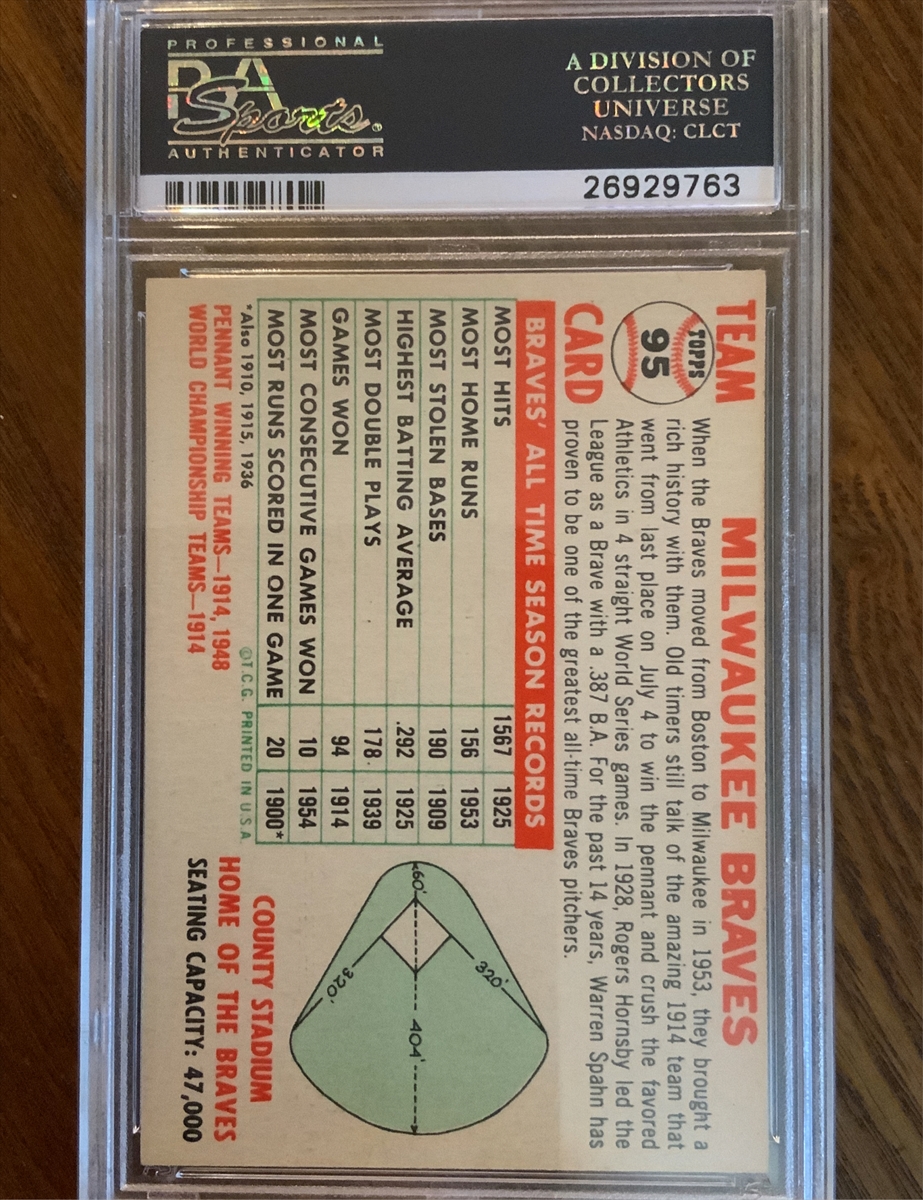 PROFESSIONAL
PSA
Sports®
AUTHENTICATOR
A DIVISION OF
COLLECTORS
UNIVERSE
NASDAQ: CLCT
26929763
TEAM
TOPPS
95
CARD
MILWAUKEE BRAVES
When the Braves moved from Boston to Milwaukee in 1953, they brought a
rich history with them. Old timers still talk of the amazing 1914 team that
went from last place on July 4 to win the pennant and crush the favored
Athletics in 4 straight World Series games. In 1928, Rogers Hornsby led the
League as a Brave with a .387 B.A. For the past 14 years, Warren Spahn has
proven to be one of the greatest all-time Braves pitchers.
BRAVES' ALL TIME SEASON RECORDS
MOST HITS 1567 1925
MOST HOME RUNS 156 1953
MOST STOLEN BASES 190 1909
HIGHEST BATTING AVERAGE .292 1925
MOST DOUBLE PLAYS 178 1939
GAMES WON 94 1914
MOST CONSECUTIVE GAMES WON 10 1954
MOST RUNS SCORED IN ONE GAME 20 1900*
*Also 1910, 1915, 1936
©T.C.G. PRINTED IN U.S.A.
PENNANT WINNING TEAMS—1914, 1948
WORLD CHAMPIONSHIP TEAMS—1914
60'
320'
320'
404'
COUNTY STADIUM
HOME OF THE BRAVES
SEATING CAPACITY: 47,000